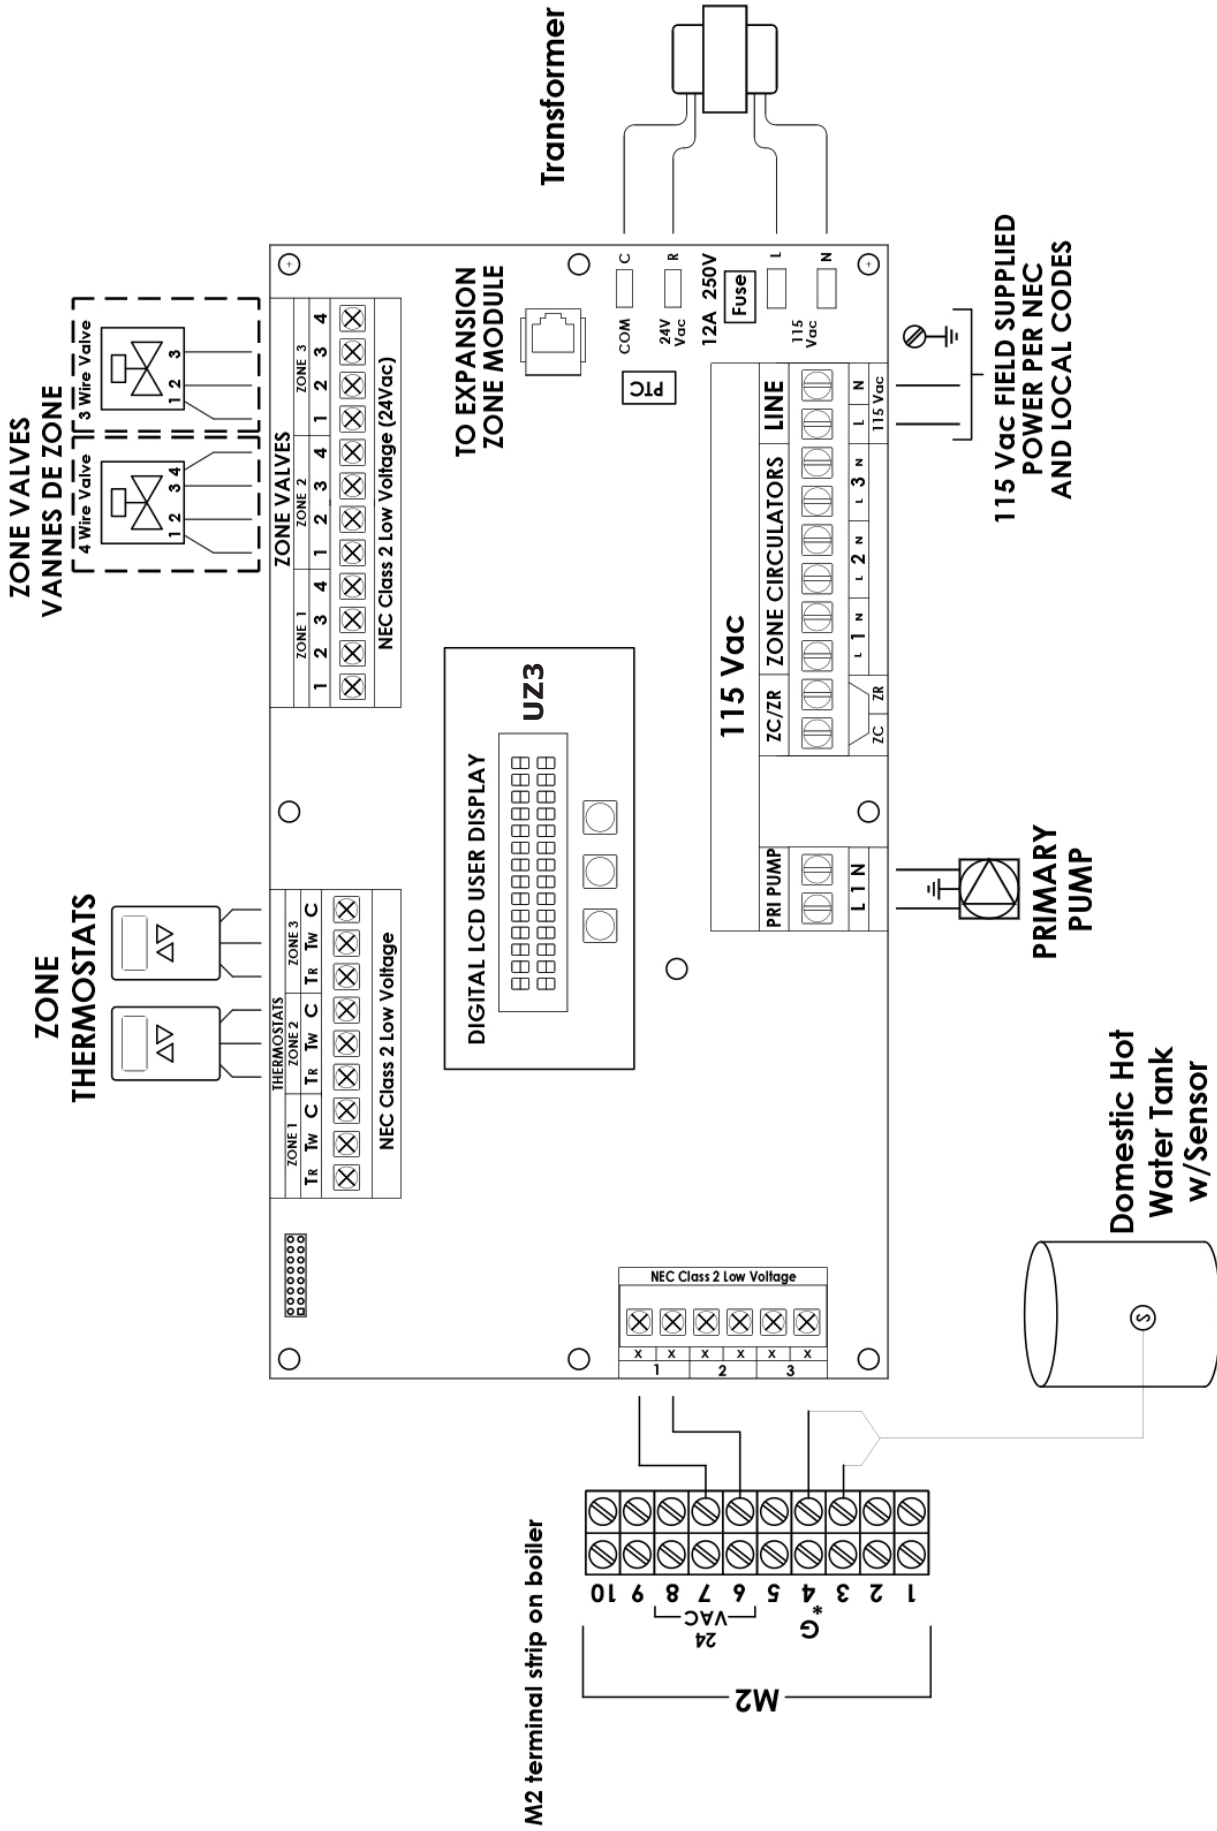 ZONE VALVES
VANNES DE ZONE
4 Wire Valve
3 Wire Valve
1 2 3 4
1 2 3
ZONE
THERMOSTATS
Transformer
THERMOSTATS
ZONE 1
ZONE 2
ZONE 3
TR TW C TR TW C TR TW C
NEC Class 2 Low Voltage
ZONE VALVES
ZONE 1
ZONE 2
ZONE 3
1 2 3 4 1 2 3 4 1 2 3 4
NEC Class 2 Low Voltage (24Vac)
DIGITAL LCD USER DISPLAY
UZ3
TO EXPANSION
ZONE MODULE
COM
C
24V
Vac
R
12A 250V
Fuse
L
115
Vac
N
PTC
115 Vac
PRI PUMP
ZC/ZR
ZONE CIRCULATORS
LINE
L 1 N
L 1 N
L 2 N
L 3 N
L N
ZC
ZR
115 Vac
NEC Class 2 Low Voltage
X X X X X X
1 2 3
M2 terminal strip on boiler
10
9
8
7
6
5
4
3
2
1
24
VAC
*G
M2
PRIMARY
PUMP
115 Vac FIELD SUPPLIED
POWER PER NEC
AND LOCAL CODES
Domestic Hot
Water Tank
w/Sensor
S